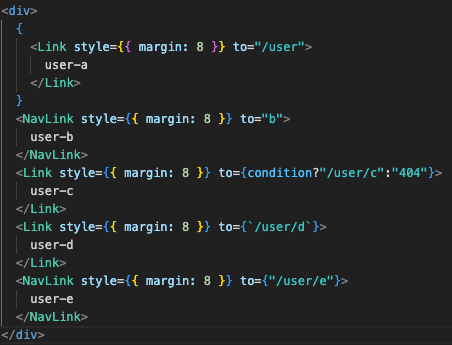 <div>
{
<Link style={{ margin: 8 }} to="/user">
user-a
</Link>
}
<NavLink style={{ margin: 8 }} to="b">
user-b
</NavLink>
<Link style={{ margin: 8 }} to={condition?"/user/c":"404"}>
user-c
</Link>
<Link style={{ margin: 8 }} to={`/user/d`}>
user-d
</Link>
<NavLink style={{ margin: 8 }} to={"/user/e"}>
user-e
</NavLink>
</div>